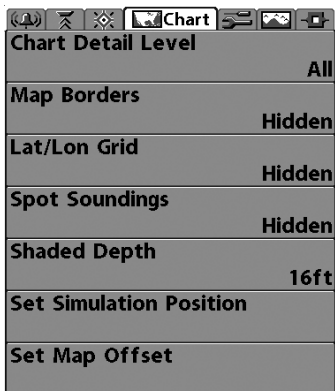 Chart
Chart Detail Level
All
Map Borders
Hidden
Lat/Lon Grid
Hidden
Spot Soundings
Hidden
Shaded Depth
16ft
Set Simulation Position
Set Map Offset